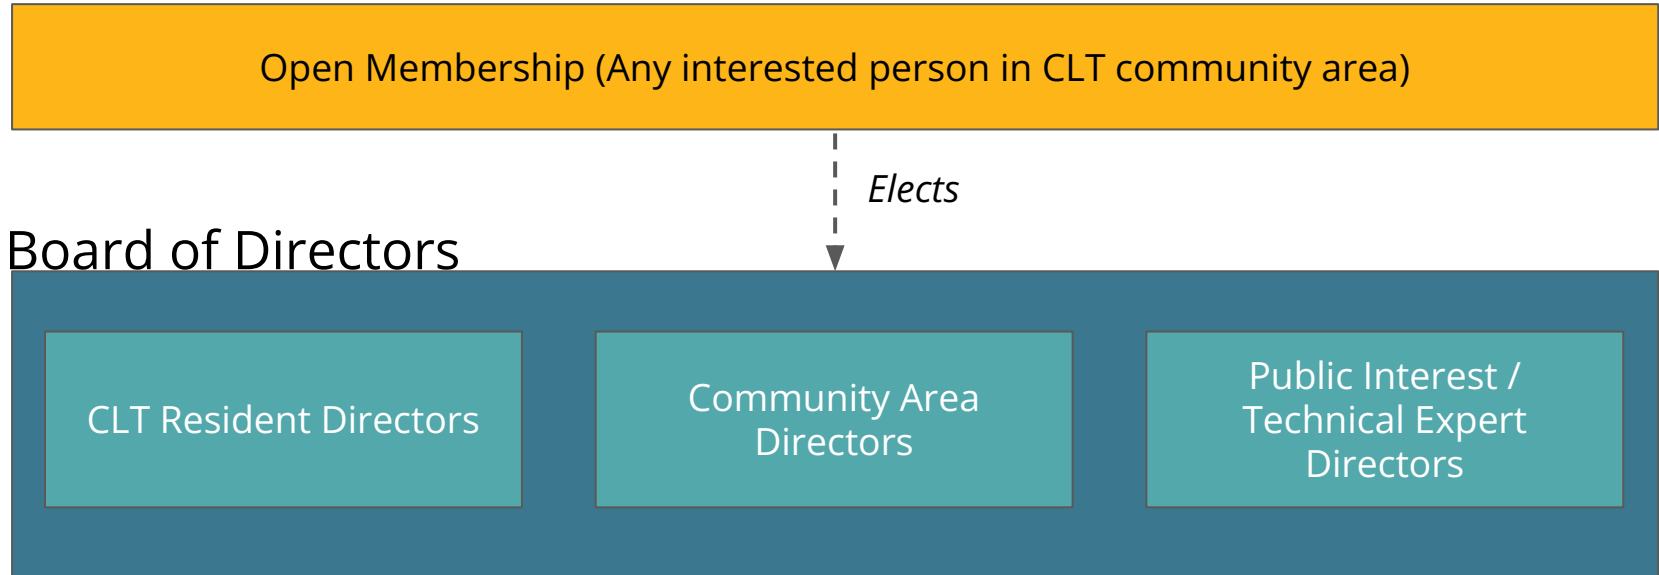 Open Membership (Any interested person in CLT community area)
Elects
Board of Directors
CLT Resident Directors
Community Area
Directors
Public Interest /
Technical Expert
Directors